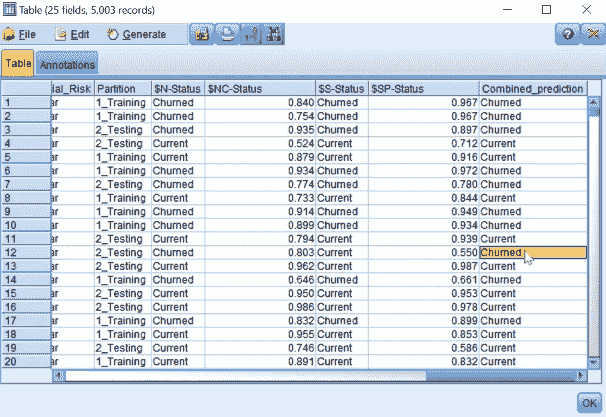 Table (25 fields, 5,003 records)
File Edit Generate
Table Annotations
ial_Risk Partition $N-Status $NC-Status $S-Status $SP-Status Combined_prediction
1 ar 1_Training Churned 0.840 Churned 0.967 Churned
2 ar 1_Training Churned 0.754 Churned 0.967 Churned
3 ar 2_Testing Churned 0.935 Churned 0.897 Churned
4 ar 2_Testing Current 0.524 Current 0.712 Current
5 ar 1_Training Current 0.879 Current 0.916 Current
6 ar 1_Training Churned 0.934 Churned 0.972 Churned
7 ar 2_Testing Churned 0.774 Churned 0.780 Churned
8 ar 1_Training Current 0.733 Current 0.844 Current
9 ar 1_Training Churned 0.914 Churned 0.949 Churned
10 ar 1_Training Churned 0.899 Churned 0.934 Churned
11 ar 2_Testing Current 0.794 Current 0.939 Current
12 ar 2_Testing Churned 0.803 Current 0.550 Churned
13 ar 2_Testing Current 0.962 Current 0.987 Current
14 ar 1_Training Churned 0.646 Churned 0.661 Churned
15 ar 2_Testing Current 0.950 Current 0.953 Current
16 ar 2_Testing Current 0.986 Current 0.978 Current
17 ar 1_Training Churned 0.832 Churned 0.899 Churned
18 ar 1_Training Current 0.955 Current 0.853 Current
19 ar 2_Testing Current 0.746 Current 0.586 Current
20 ar 1_Training Current 0.891 Current 0.832 Current
OK